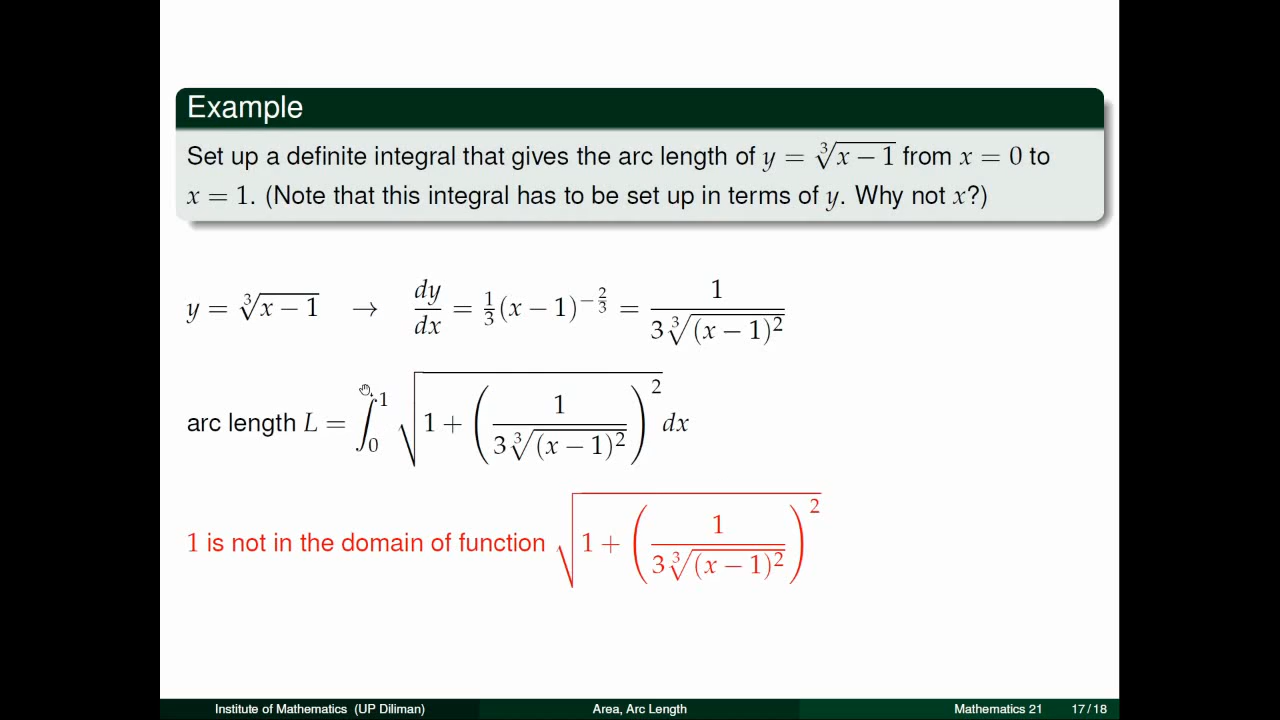 Example
Set up a definite integral that gives the arc length of y = ∛(x − 1) from x = 0 to
x = 1. (Note that this integral has to be set up in terms of y. Why not x?)
y = ∛(x − 1) → dy/dx = 1/3 (x − 1)^(−2/3) = 1/(3∛((x − 1)²))
arc length L = ∫₀¹ √(1 + (1/(3∛((x − 1)²)))²) dx
1 is not in the domain of function √(1 + (1/(3∛((x − 1)²)))²)
Institute of Mathematics (UP Diliman) Area, Arc Length Mathematics 21 17/18